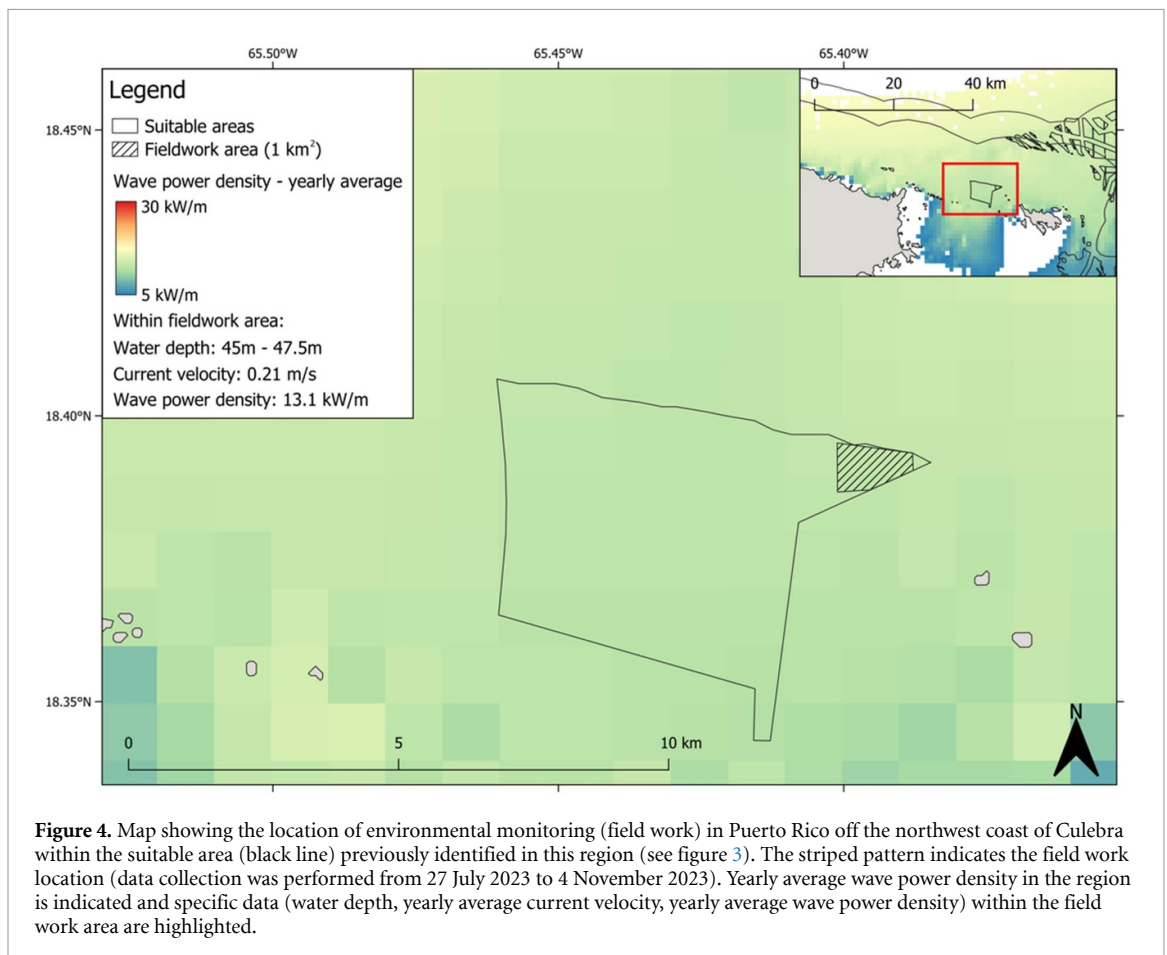 65.50°W 65.45°W 65.40°W
18.45°N
18.40°N
18.35°N
Legend
Suitable areas
Fieldwork area (1 km²)
Wave power density - yearly average
30 kW/m
5 kW/m
Within fieldwork area:
Water depth: 45m - 47.5m
Current velocity: 0.21 m/s
Wave power density: 13.1 kW/m
0 20 40 km
0 5 10 km
N
Figure 4. Map showing the location of environmental monitoring (field work) in Puerto Rico off the northwest coast of Culebra
within the suitable area (black line) previously identified in this region (see figure 3). The striped pattern indicates the field work
location (data collection was performed from 27 July 2023 to 4 November 2023). Yearly average wave power density in the region
is indicated and specific data (water depth, yearly average current velocity, yearly average wave power density) within the field
work area are highlighted.